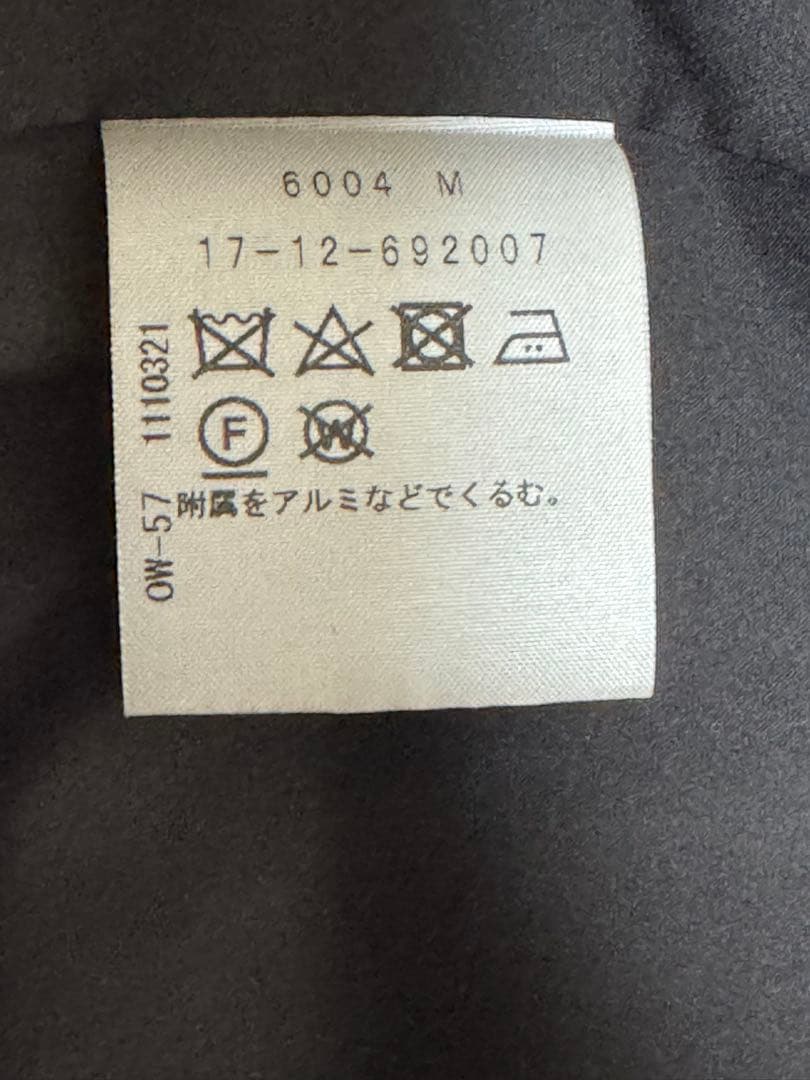 6004 M
17-12-692007
F W
附属をアルミなどでくるむ。
OW-57 1110321